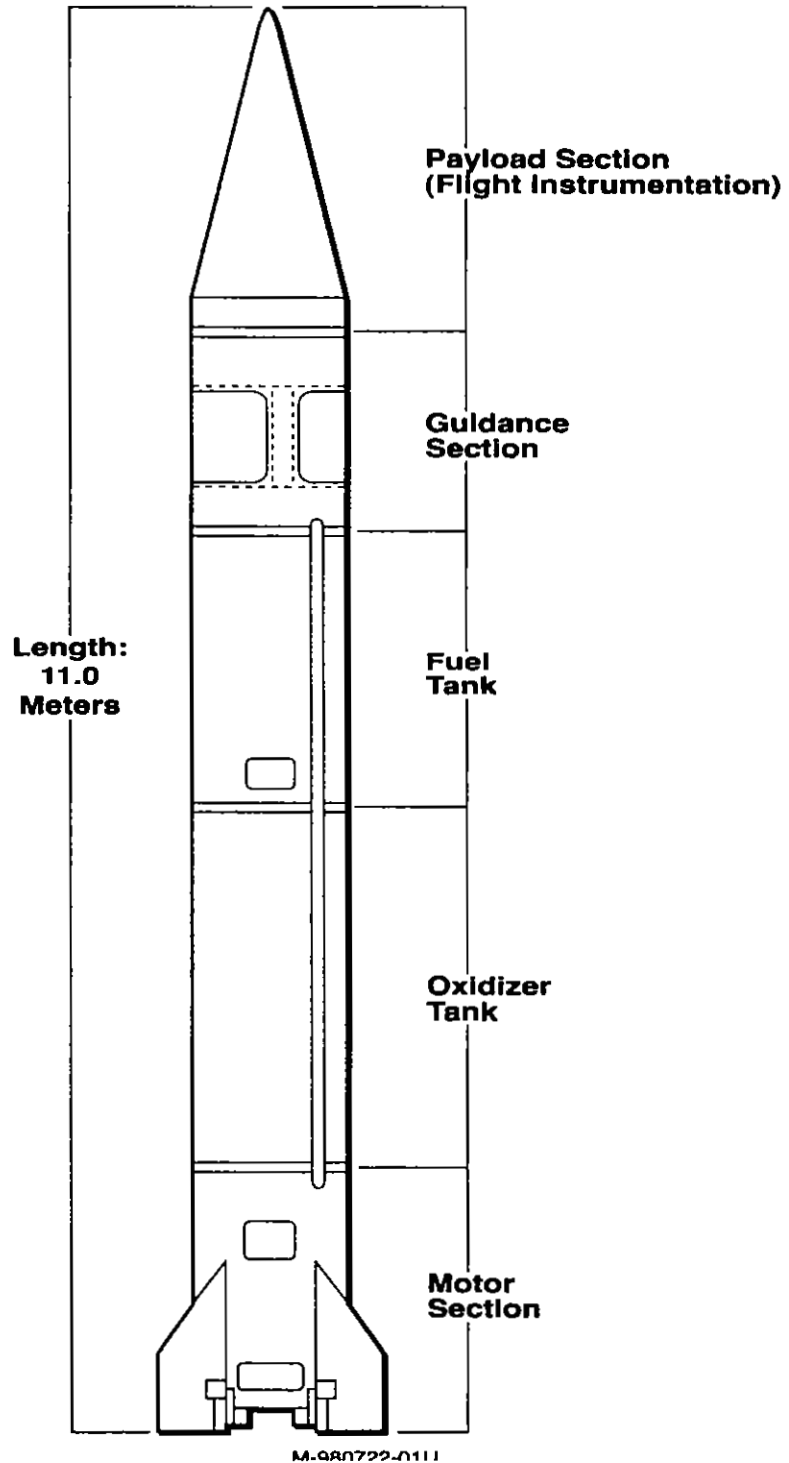 Payload Section
(Flight Instrumentation)
Guidance
Section
Length:
11.0
Meters
Fuel
Tank
Oxidizer
Tank
Motor
Section
M-980722-01U